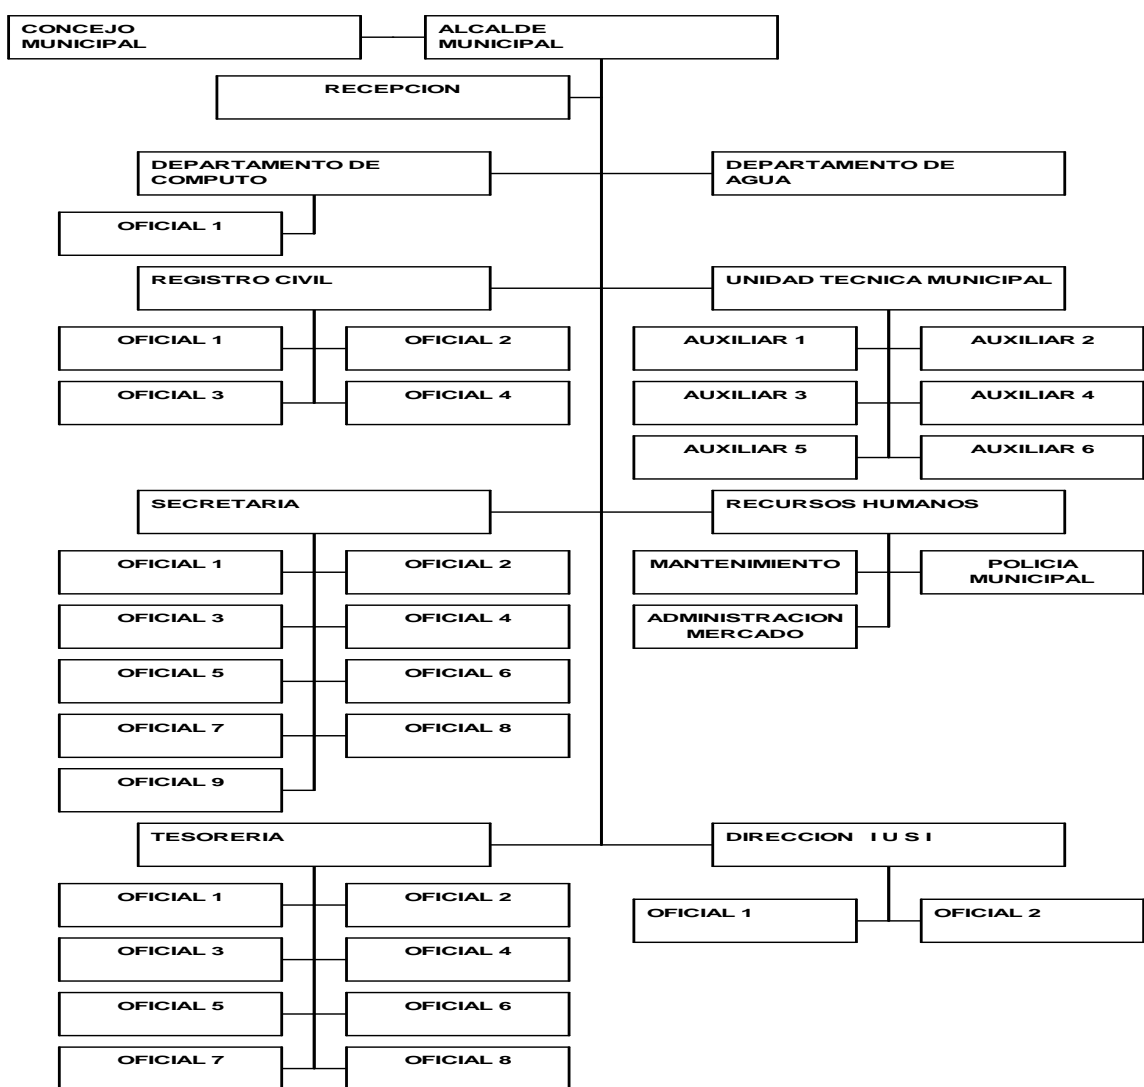 CONCEJO
MUNICIPAL
ALCALDE
MUNICIPAL
RECEPCION
DEPARTAMENTO DE
COMPUTO
DEPARTAMENTO DE
AGUA
OFICIAL 1
REGISTRO CIVIL
UNIDAD TECNICA MUNICIPAL
OFICIAL 1
OFICIAL 2
AUXILIAR 1
AUXILIAR 2
OFICIAL 3
OFICIAL 4
AUXILIAR 3
AUXILIAR 4
AUXILIAR 5
AUXILIAR 6
SECRETARIA
RECURSOS HUMANOS
OFICIAL 1
OFICIAL 2
MANTENIMIENTO
POLICIA
MUNICIPAL
OFICIAL 3
OFICIAL 4
ADMINISTRACION
MERCADO
OFICIAL 5
OFICIAL 6
OFICIAL 7
OFICIAL 8
OFICIAL 9
TESORERIA
DIRECCION I U S I
OFICIAL 1
OFICIAL 2
OFICIAL 1
OFICIAL 2
OFICIAL 3
OFICIAL 4
OFICIAL 5
OFICIAL 6
OFICIAL 7
OFICIAL 8